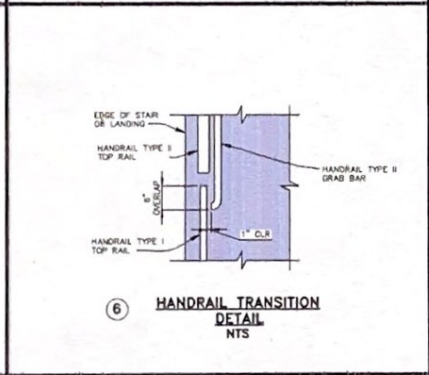 EDGE OF STAIR
OR LANDING
HANDRAIL TYPE II
TOP RAIL
HANDRAIL TYPE II
GRAB BAR
8"
OVERLAP
HANDRAIL TYPE I
TOP RAIL
1" CLR
6
HANDRAIL TRANSITION
DETAIL
NTS